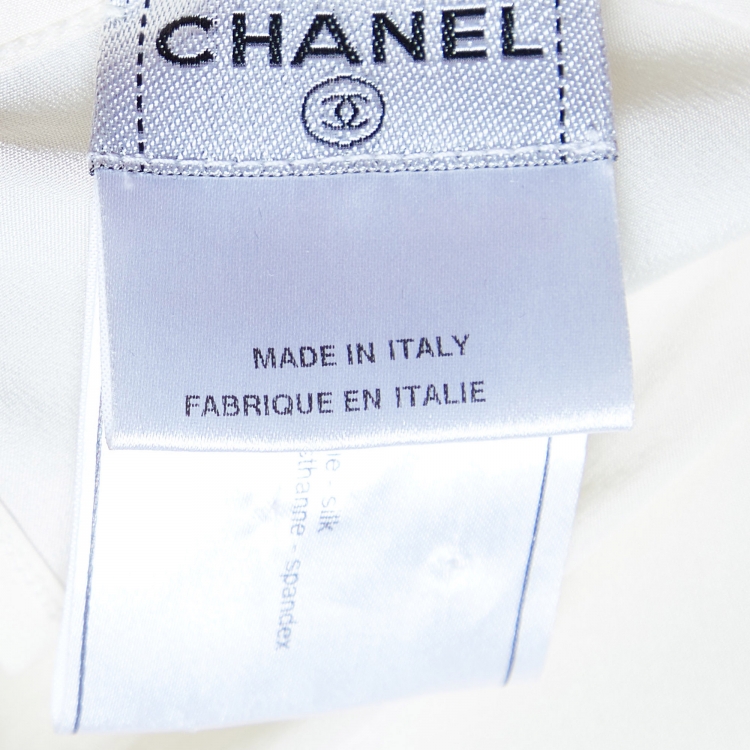 CHANEL
MADE IN ITALY
FABRIQUE EN ITALIE
- silk
- spandex